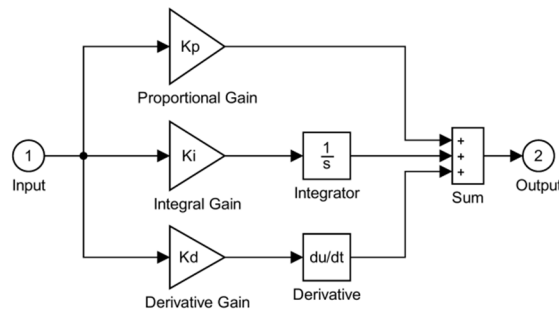 Kp
Proportional Gain
1
Input
Ki
Integral Gain
1
s
Integrator
+
+
+
Sum
2
Output
Kd
Derivative Gain
du/dt
Derivative